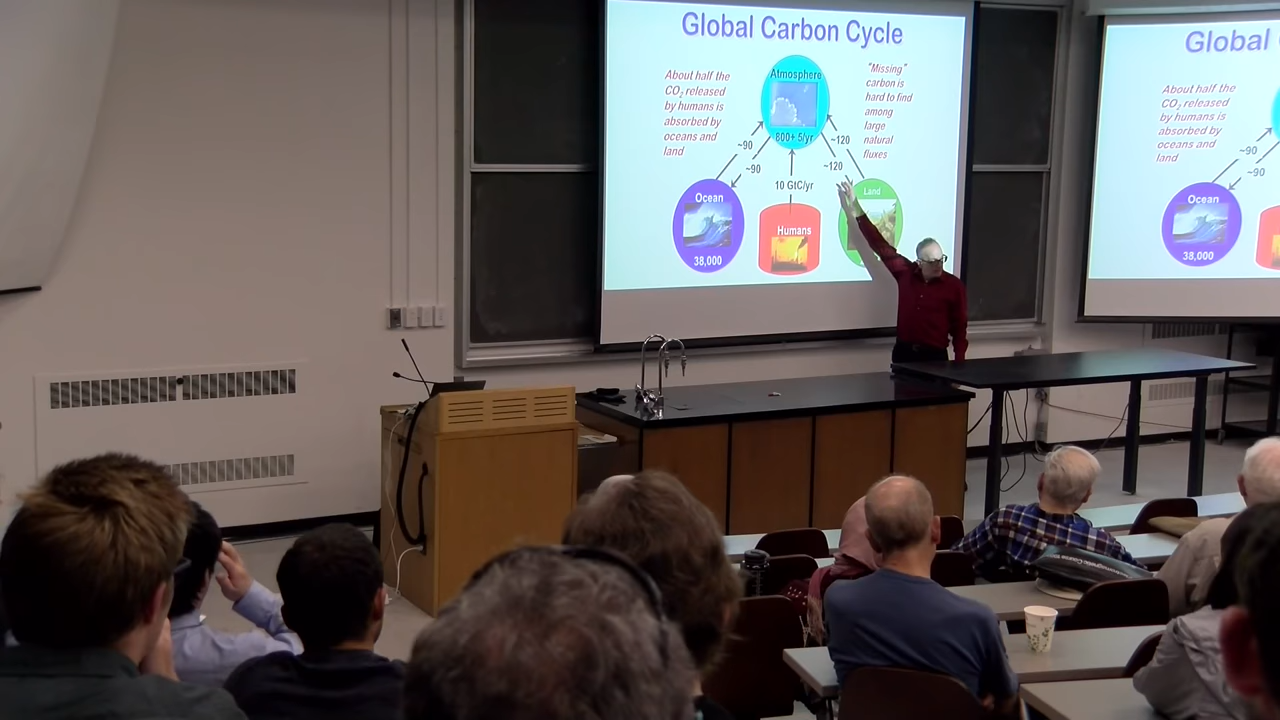 Global Carbon Cycle
About half the
CO₂ released
by humans is
absorbed by
oceans and
land
Atmosphere
800+ 5/yr
"Missing"
carbon is
hard to find
among
large
natural
fluxes
~90
~90
~120
~120
10 GtC/yr
Ocean
38,000
Humans
Land
Global
About half the
CO₂ released
by humans is
absorbed by
oceans and
land
~90
~90
Ocean
38,000